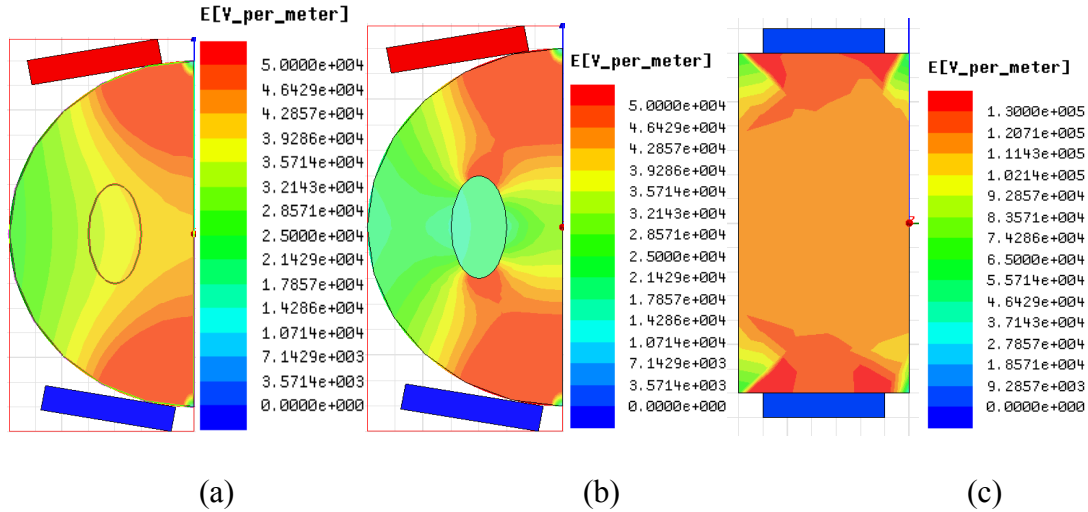 E[V_per_meter]
5.0000e+004
4.6429e+004
4.2857e+004
3.9286e+004
3.5714e+004
3.2143e+004
2.8571e+004
2.5000e+004
2.1429e+004
1.7857e+004
1.4286e+004
1.0714e+004
7.1429e+003
3.5714e+003
0.0000e+000
(a)
E[V_per_meter]
5.0000e+004
4.6429e+004
4.2857e+004
3.9286e+004
3.5714e+004
3.2143e+004
2.8571e+004
2.5000e+004
2.1429e+004
1.7857e+004
1.4286e+004
1.0714e+004
7.1429e+003
3.5714e+003
0.0000e+000
(b)
E[V_per_meter]
1.3000e+005
1.2071e+005
1.1143e+005
1.0214e+005
9.2857e+004
8.3571e+004
7.4286e+004
6.5000e+004
5.5714e+004
4.6429e+004
3.7143e+004
2.7857e+004
1.8571e+004
9.2857e+003
0.0000e+000
(c)